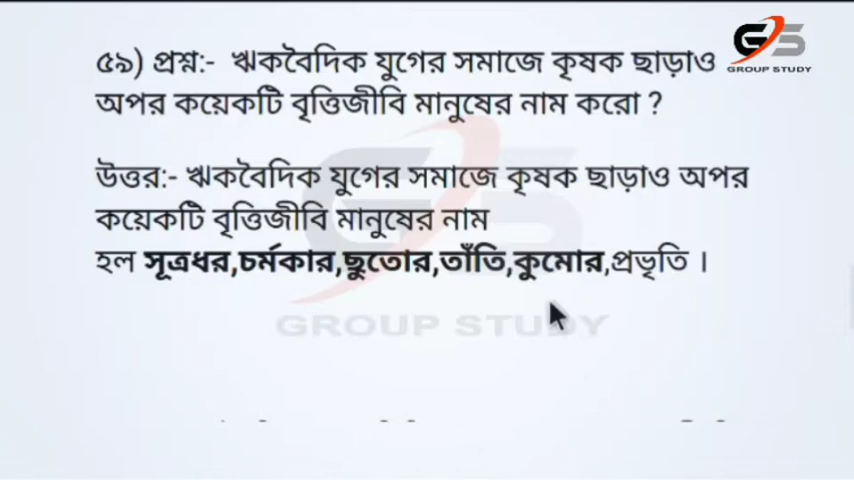 ৫৯) প্রশ্ন:- ঋকবৈদিক যুগের সমাজে কৃষক ছাড়াও
অপর কয়েকটি বৃত্তিজীবি মানুষের নাম করো ?
উত্তর:- ঋকবৈদিক যুগের সমাজে কৃষক ছাড়াও অপর
কয়েকটি বৃত্তিজীবি মানুষের নাম
হল সূত্রধর,চর্মকার,ছুতোর,তাঁতি,কুমোর,প্রভৃতি ।
GS
GROUP STUDY
GROUP STUDY